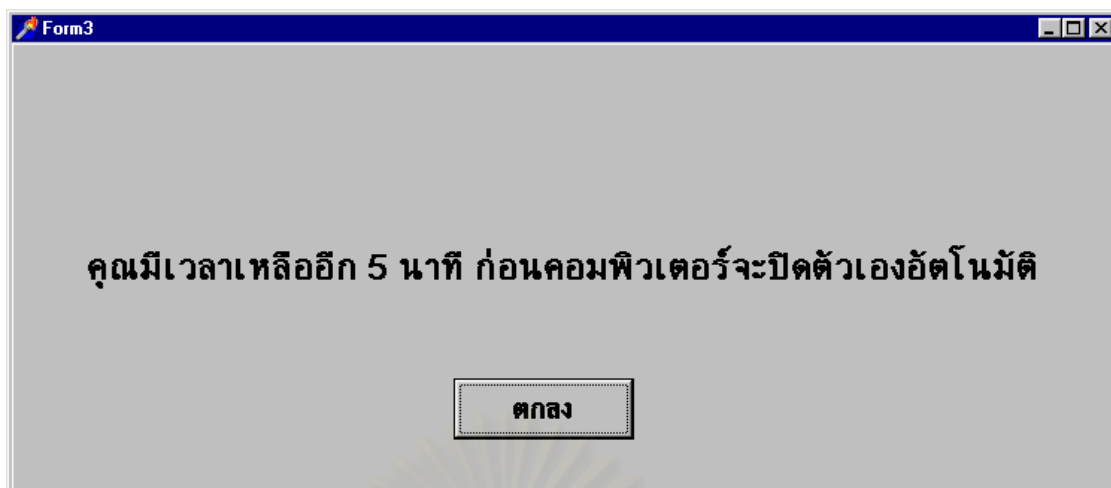 Form3
คุณมีเวลาเหลืออีก 5 นาที ก่อนคอมพิวเตอร์จะปิดตัวเองอัตโนมัติ
ตกลง